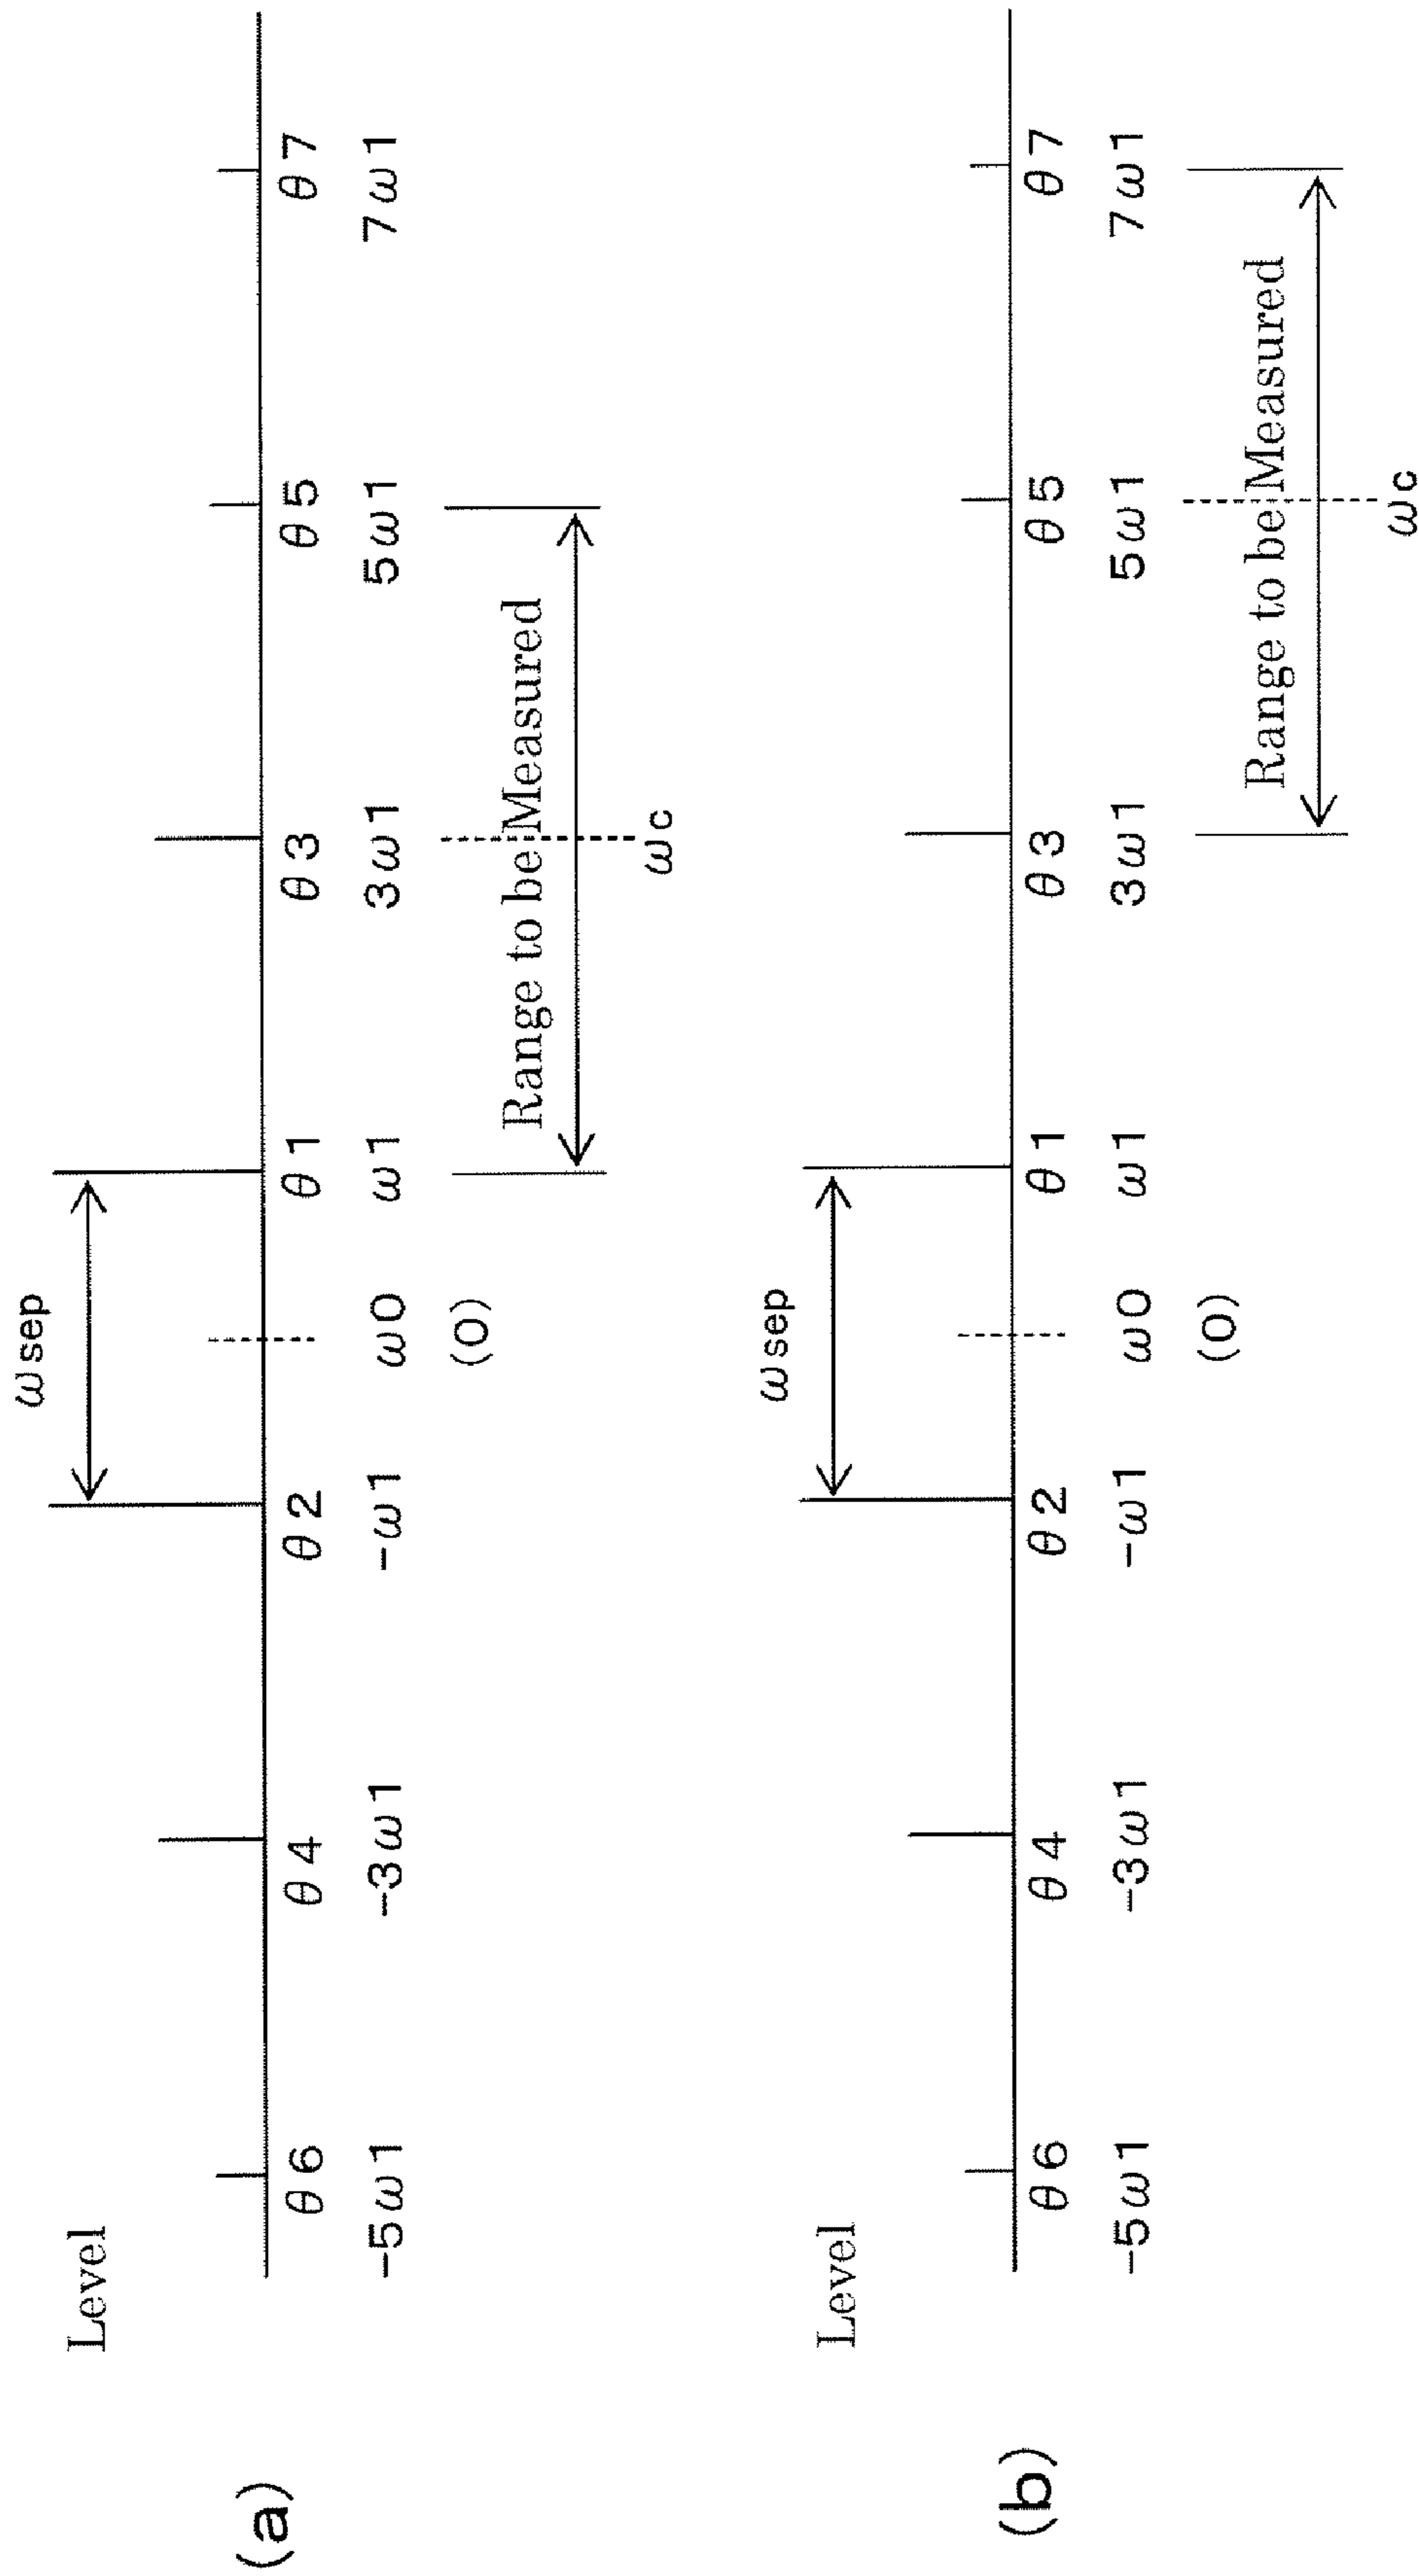 (a)
Level
ωsep
θ6 θ4 θ2 θ1 θ3 θ5 θ7
-5ω1 -3ω1 -ω1 ω0 ω1 3ω1 5ω1 7ω1
(0)
Range to be Measured
ωc
(b)
Level
ωsep
θ6 θ4 θ2 θ1 θ3 θ5 θ7
-5ω1 -3ω1 -ω1 ω0 ω1 3ω1 5ω1 7ω1
(0)
Range to be Measured
ωc